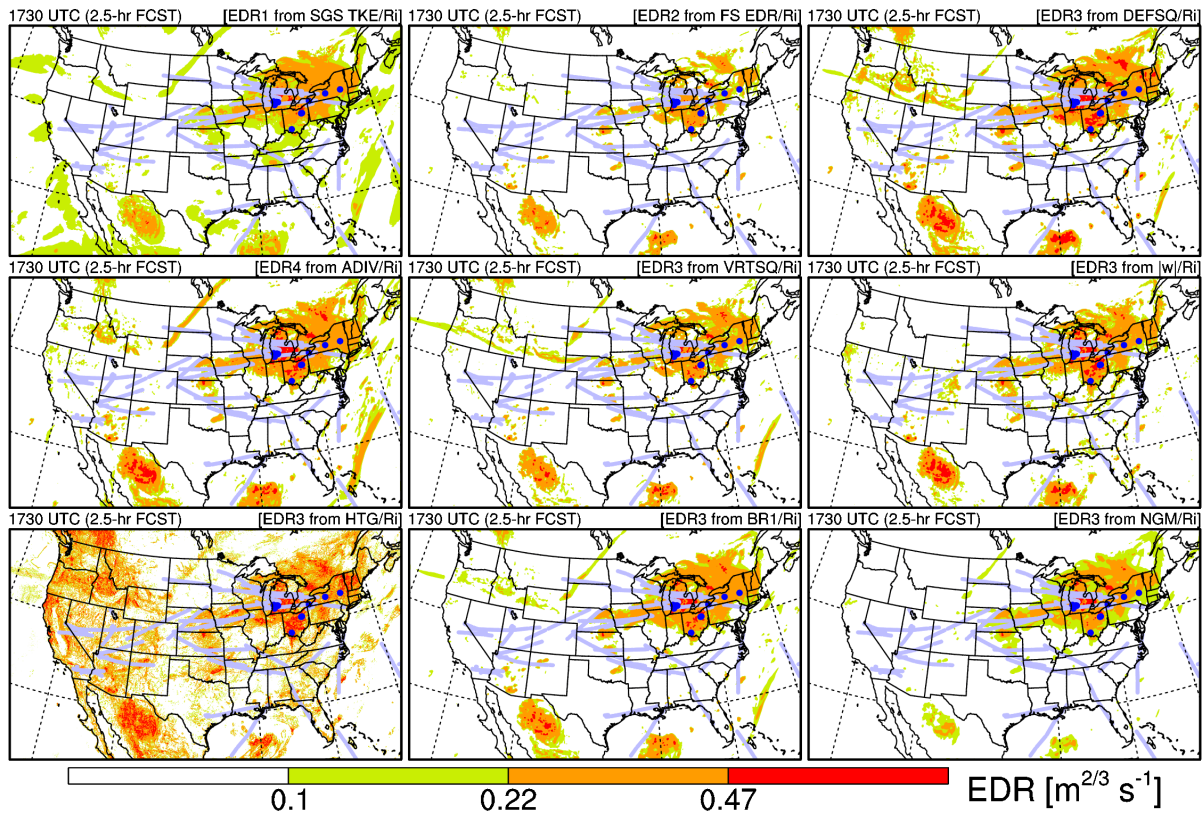 1730 UTC (2.5-hr FCST) [EDR1 from SGS TKE/Ri]
1730 UTC (2.5-hr FCST) [EDR2 from FS EDR/Ri]
1730 UTC (2.5-hr FCST) [EDR3 from DEFSQ/Ri]
1730 UTC (2.5-hr FCST) [EDR4 from ADIV/Ri]
1730 UTC (2.5-hr FCST) [EDR3 from VRTSQ/Ri]
1730 UTC (2.5-hr FCST) [EDR3 from |w|/Ri]
1730 UTC (2.5-hr FCST) [EDR3 from HTG/Ri]
1730 UTC (2.5-hr FCST) [EDR3 from BR1/Ri]
1730 UTC (2.5-hr FCST) [EDR3 from NGM/Ri]
0.1 0.22 0.47 EDR [m²ᐟ³ s⁻¹]